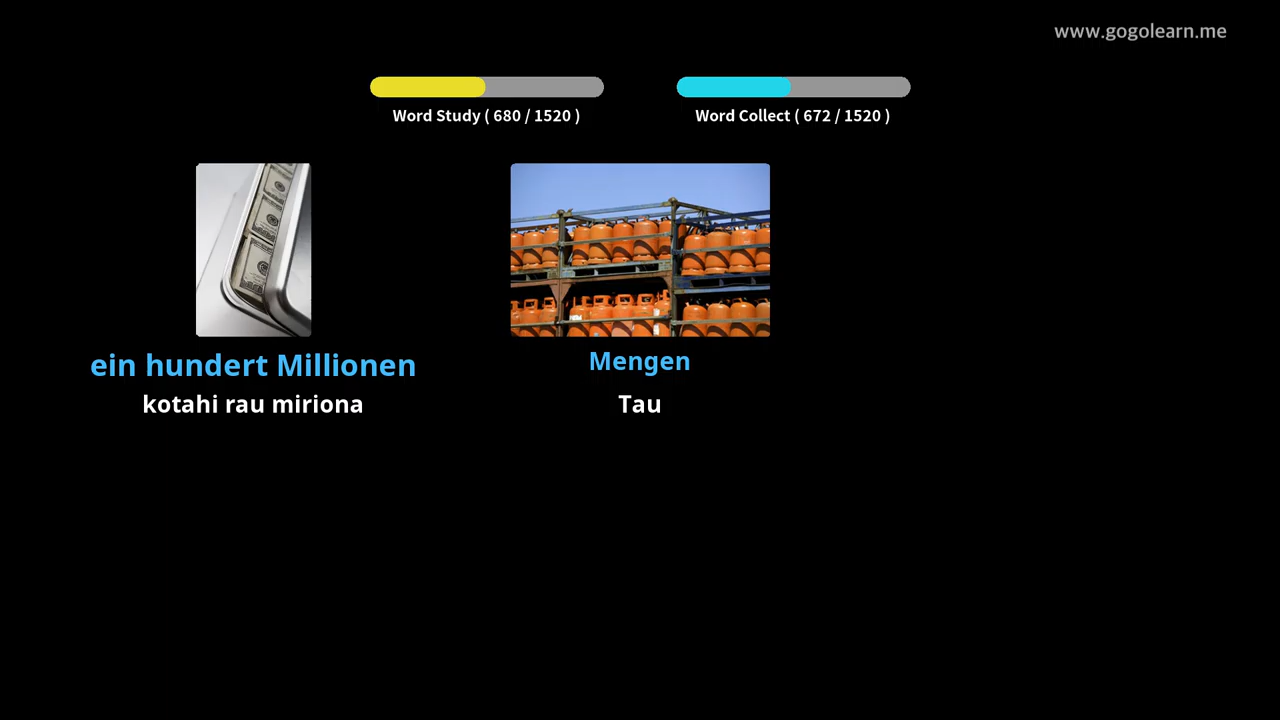 www.gogolearn.me
Word Study ( 680 / 1520 )
Word Collect ( 672 / 1520 )
ein hundert Millionen
kotahi rau miriona
Mengen
Tau